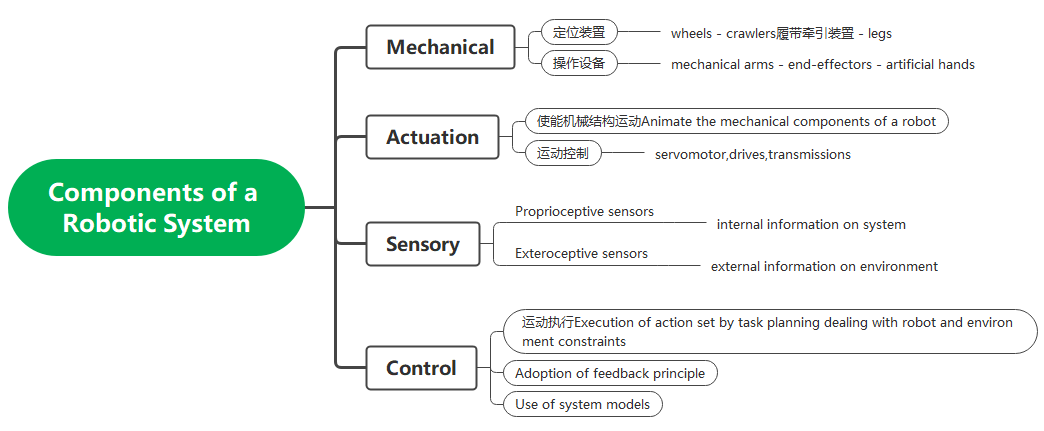 Components of a
Robotic System
Mechanical
定位装置
wheels - crawlers履带牵引装置 - legs
操作设备
mechanical arms - end-effectors - artificial hands
Actuation
使能机械结构运动Animate the mechanical components of a robot
运动控制
servomotor,drives,transmissions
Sensory
Proprioceptive sensors
internal information on system
Exteroceptive sensors
external information on environment
Control
运动执行Execution of action set by task planning dealing with robot and environ
ment constraints
Adoption of feedback principle
Use of system models